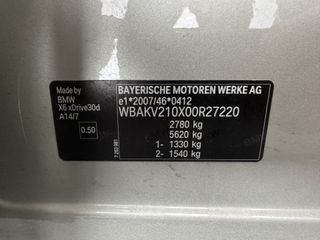 BAYERISCHE MOTOREN WERKE AG
e1*2007/46*0412
WBAKV210X00R27220
2780 kg
5620 kg
1- 1330 kg
2- 1540 kg
Made by
BMW
X6 xDrive30d
A14/7
0.50